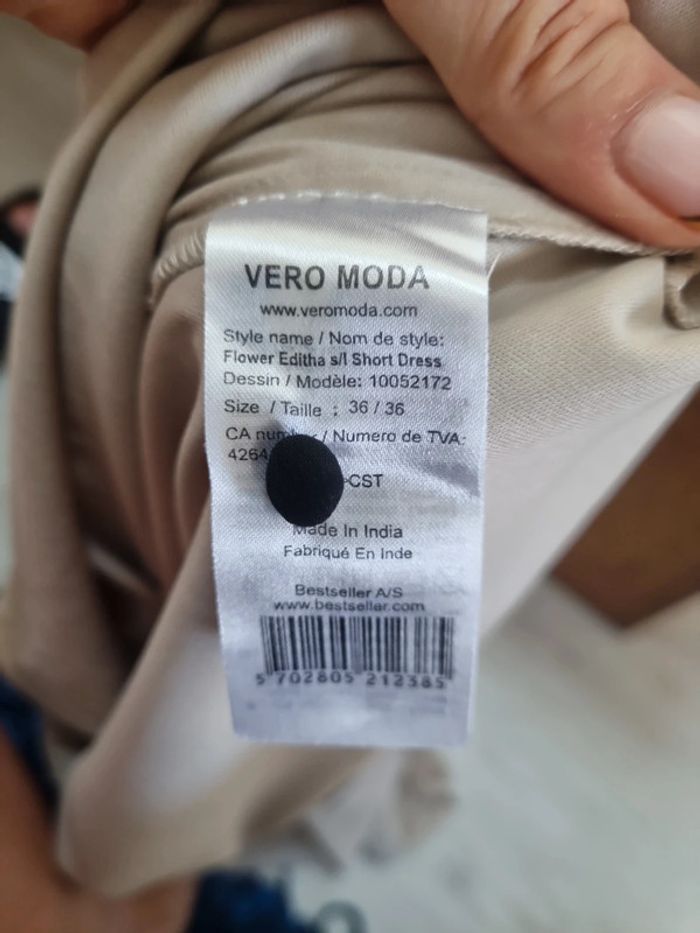 VERO MODA
www.veromoda.com
Style name / Nom de style:
Flower Editha s/l Short Dress
Dessin / Modèle: 10052172
Size / Taille : 36 / 36
CA / Numero de TVA:
4264
CST
Made In India
Fabriqué En Inde
Bestseller A/S
www.bestseller.com
5 702805 212385